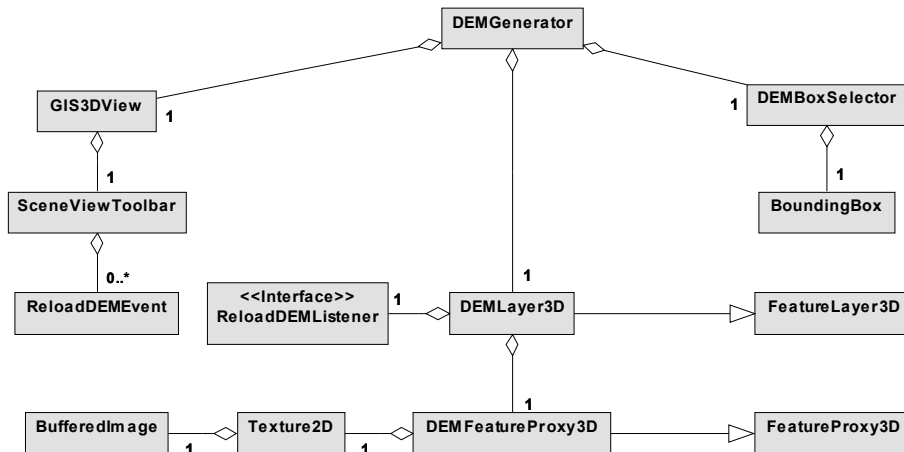 DEMGenerator
GIS3DView
1
1
DEMBoxSelector
1
1
SceneViewToolbar
BoundingBox
0..*
1
ReloadDEMEvent
<<Interface>>
ReloadDEMListener
1
DEMLayer3D
FeatureLayer3D
1
BufferedImage
1
Texture2D
1
DEMFeatureProxy3D
FeatureProxy3D